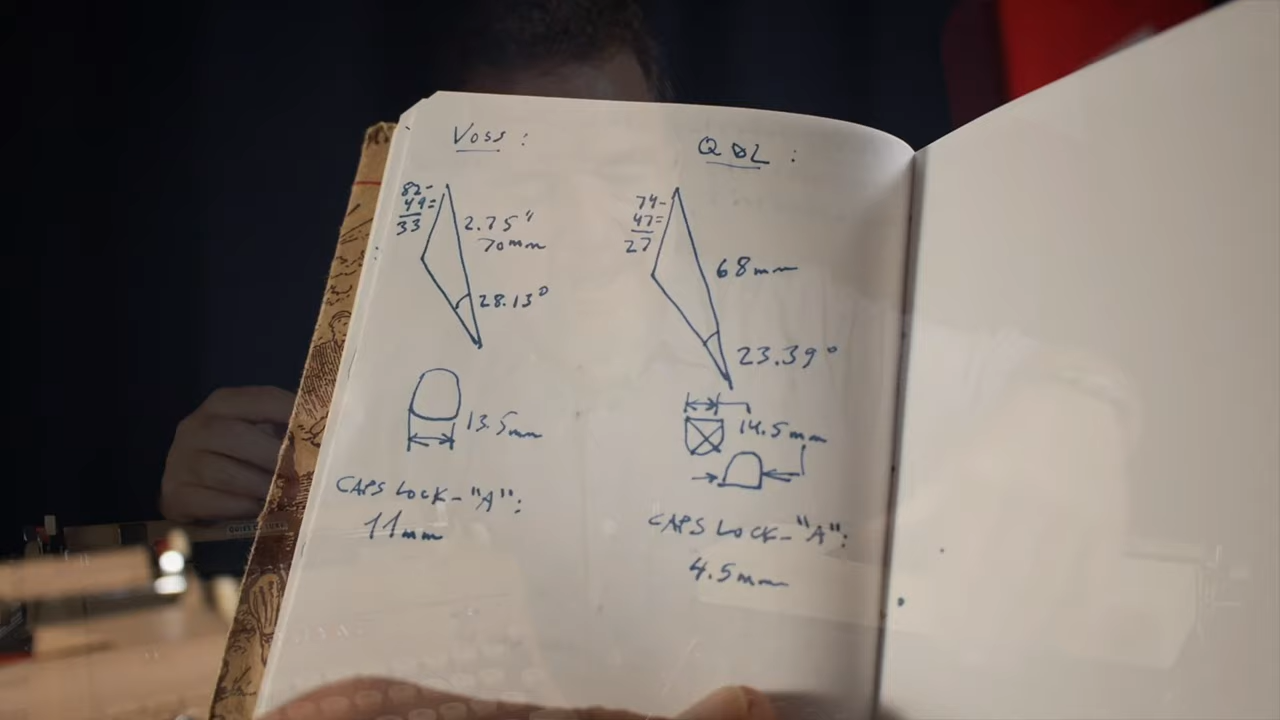 Voss :
82-
49=
33
2.75"
70mm
28.13°
13.5mm
CAPS LOCK-"A":
11mm
QDL :
74-
47=
27
68mm
23.39°
14.5mm
CAPS LOCK-"A":
4.5mm